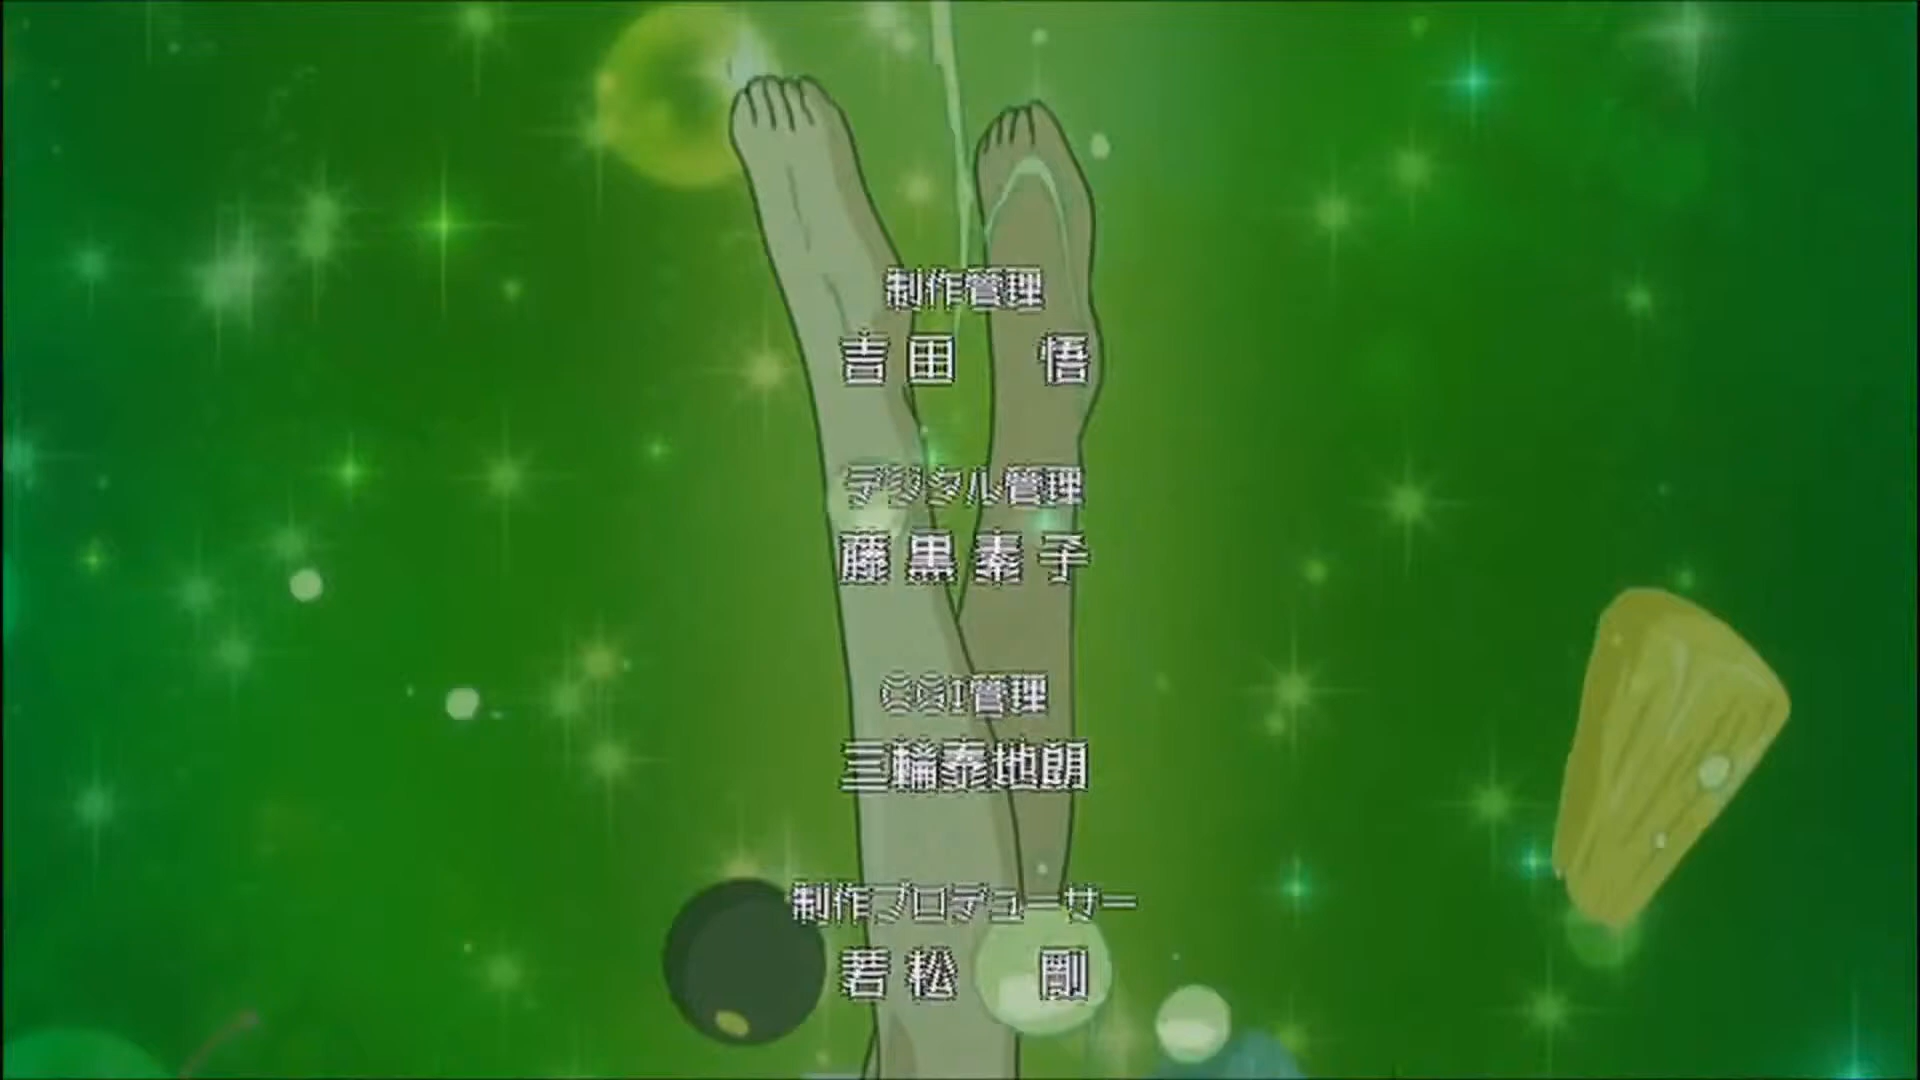 制作管理
吉田 悟
デジタル管理
藤黒素子
CGI管理
三輪泰地朗
制作プロデューサー
若松 剛